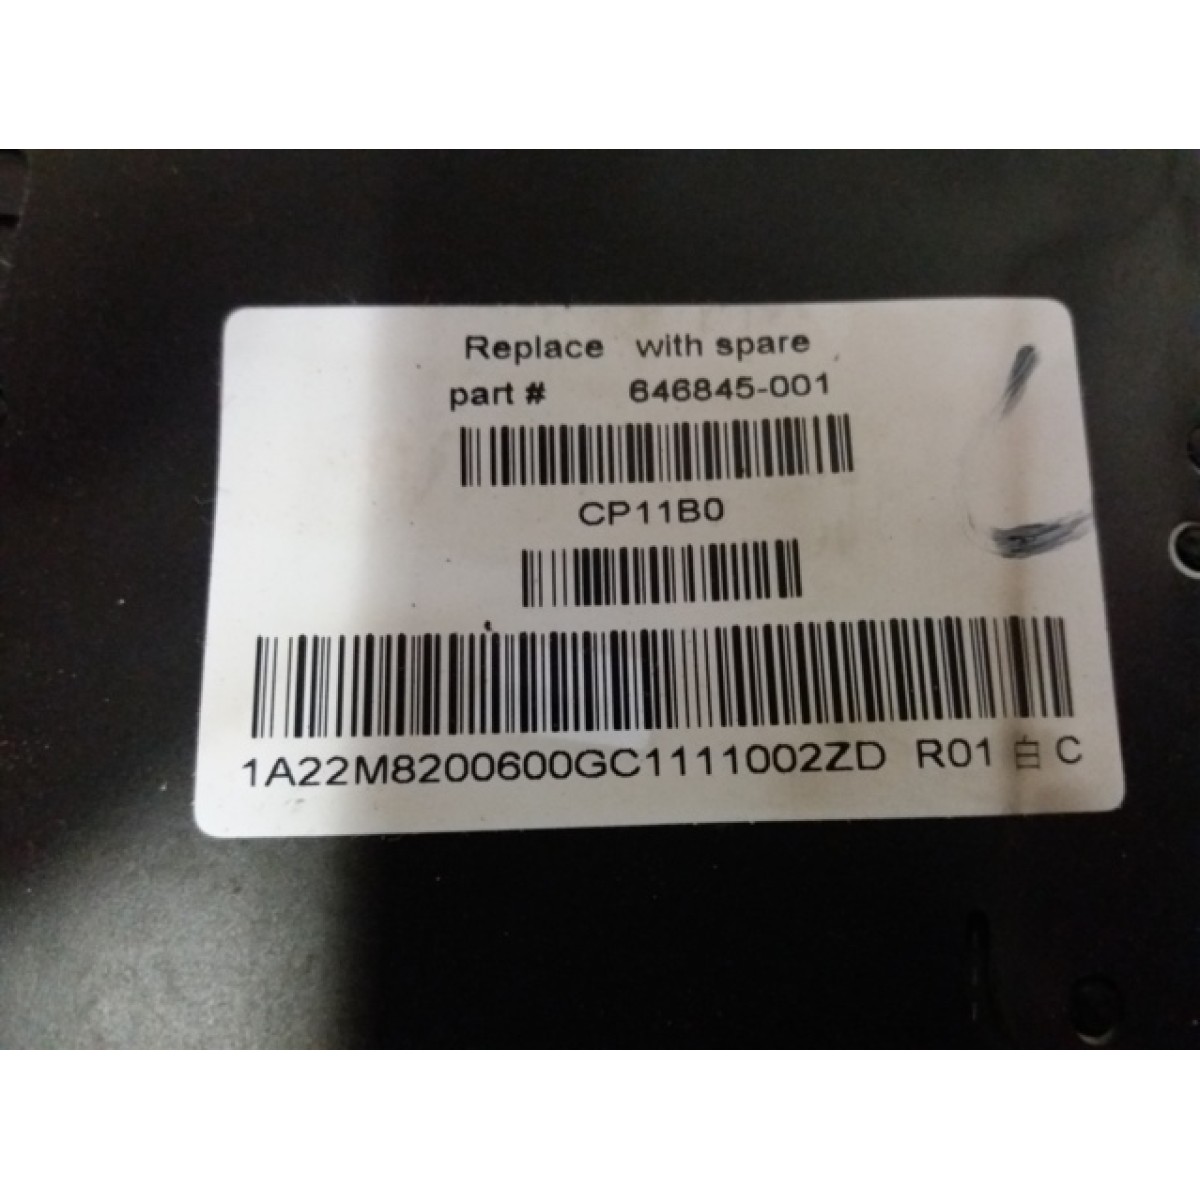 Replace with spare
part # 646845-001
CP11B0
1A22M8200600GC1111002ZD R01 白 C